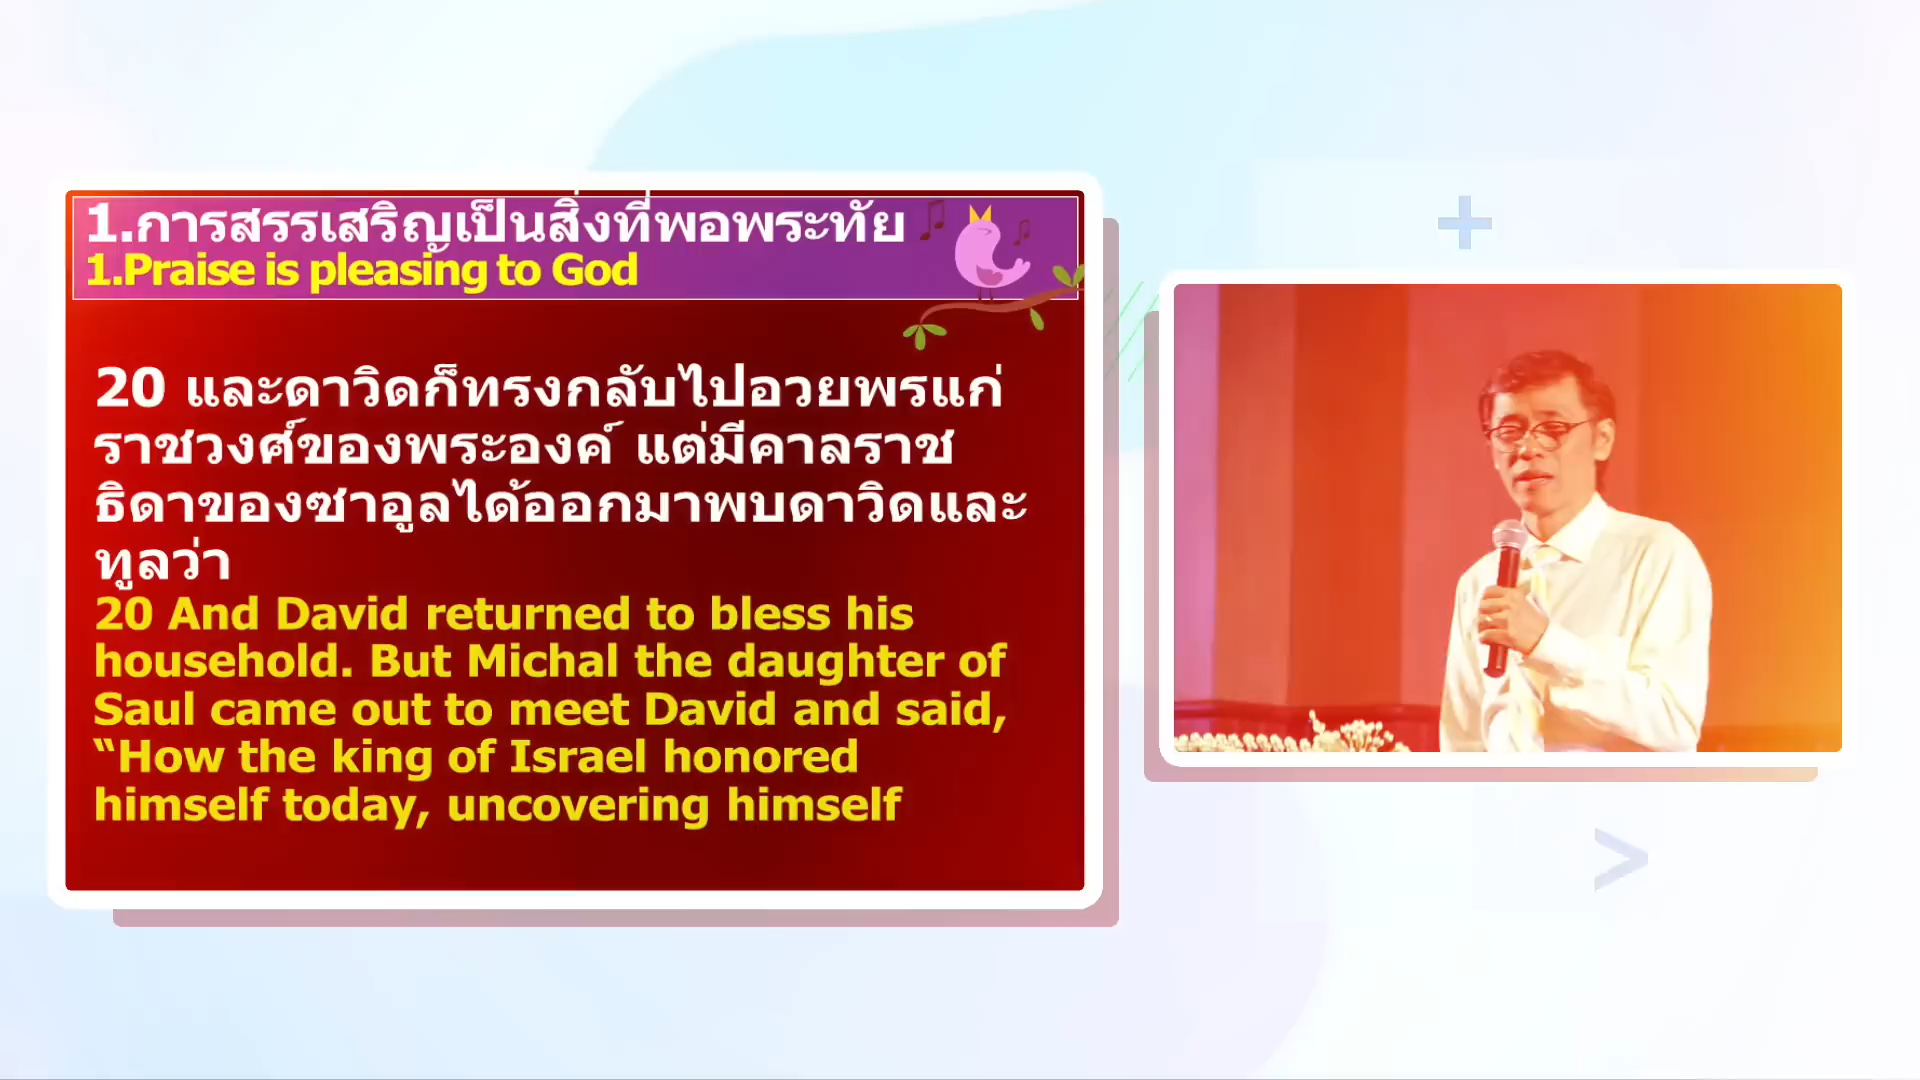 1.การสรรเสริญเป็นสิ่งที่พอพระทัย
1.Praise is pleasing to God
20 และดาวิดก็ทรงกลับไปอวยพรแก่
ราชวงศ์ของพระองค์ แต่มีคาลราช
ธิดาของซาอูลได้ออกมาพบดาวิดและ
ทูลว่า
20 And David returned to bless his
household. But Michal the daughter of
Saul came out to meet David and said,
“How the king of Israel honored
himself today, uncovering himself